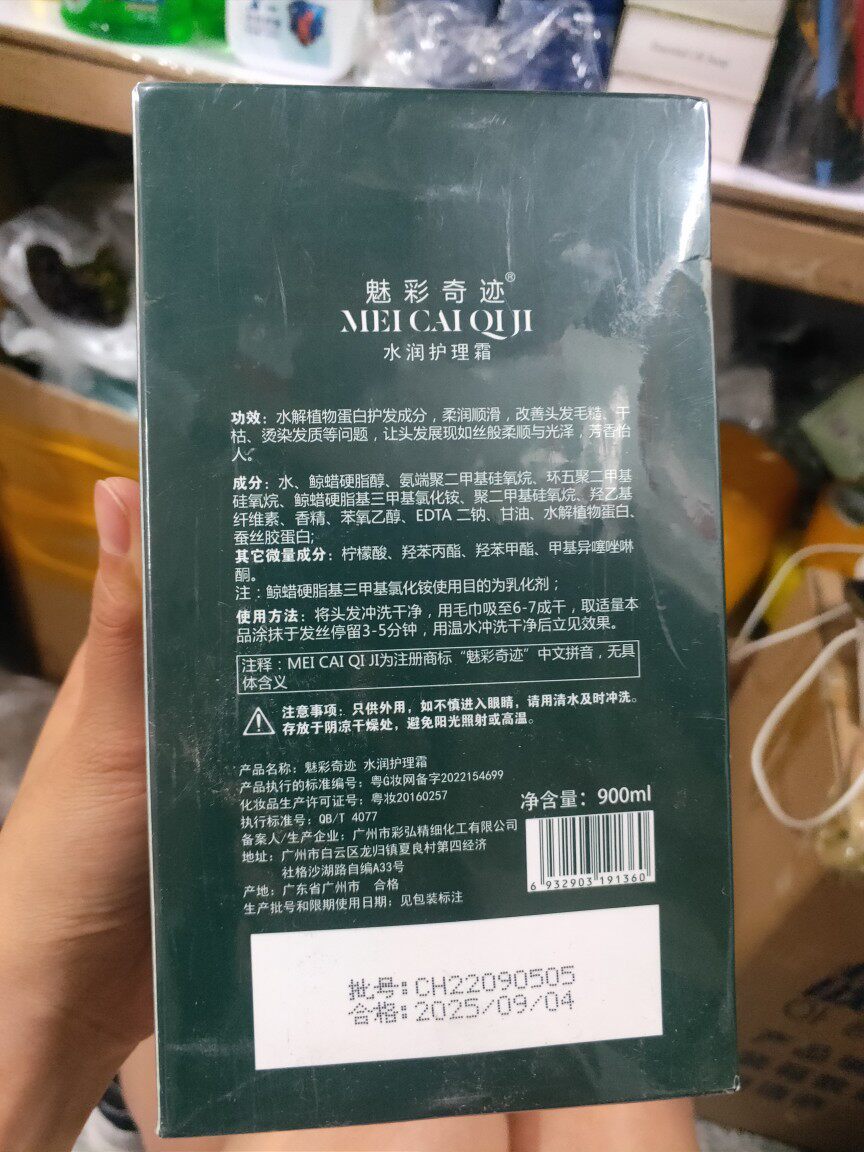 魅彩奇迹®
MEI CAI QI JI
水润护理霜
功效：水解植物蛋白护发成分，柔润顺滑，改善头发毛糙、干
枯、烫染发质等问题，让头发展现如丝般柔顺与光泽，芳香怡
人。
成分：水、鲸蜡硬脂醇、氨端聚二甲基硅氧烷、环五聚二甲基
硅氧烷、鲸蜡硬脂基三甲基氯化铵、聚二甲基硅氧烷、羟乙基
纤维素、香精、苯氧乙醇、EDTA 二钠、甘油、水解植物蛋白、
蚕丝胶蛋白;
其它微量成分：柠檬酸、羟苯丙酯、羟苯甲酯、甲基异噻唑啉
酮。
注：鲸蜡硬脂基三甲基氯化铵使用目的为乳化剂；
使用方法：将头发冲洗干净，用毛巾吸至6-7成干，取适量本
品涂抹于发丝停留3-5分钟，用温水冲洗干净后立见效果。
注释：MEI CAI QI JI为注册商标“魅彩奇迹”中文拼音，无具
体含义
注意事项：只供外用，如不慎进入眼睛，请用清水及时冲洗。
存放于阴凉干燥处，避免阳光照射或高温。
产品名称：魅彩奇迹 水润护理霜
产品执行的标准编号：粤G妆网备字2022154699
化妆品生产许可证号：粤妆20160257
执行标准号：QB/T 4077
备案人/生产企业：广州市彩弘精细化工有限公司
地址：广州市白云区龙归镇夏良村第四经济
社格沙湖路自编A33号
产地：广东省广州市 合格
生产批号和限期使用日期：见包装标注
净含量：900ml
6 932903 191360
批号:CH22090505
合格:2025/09/04